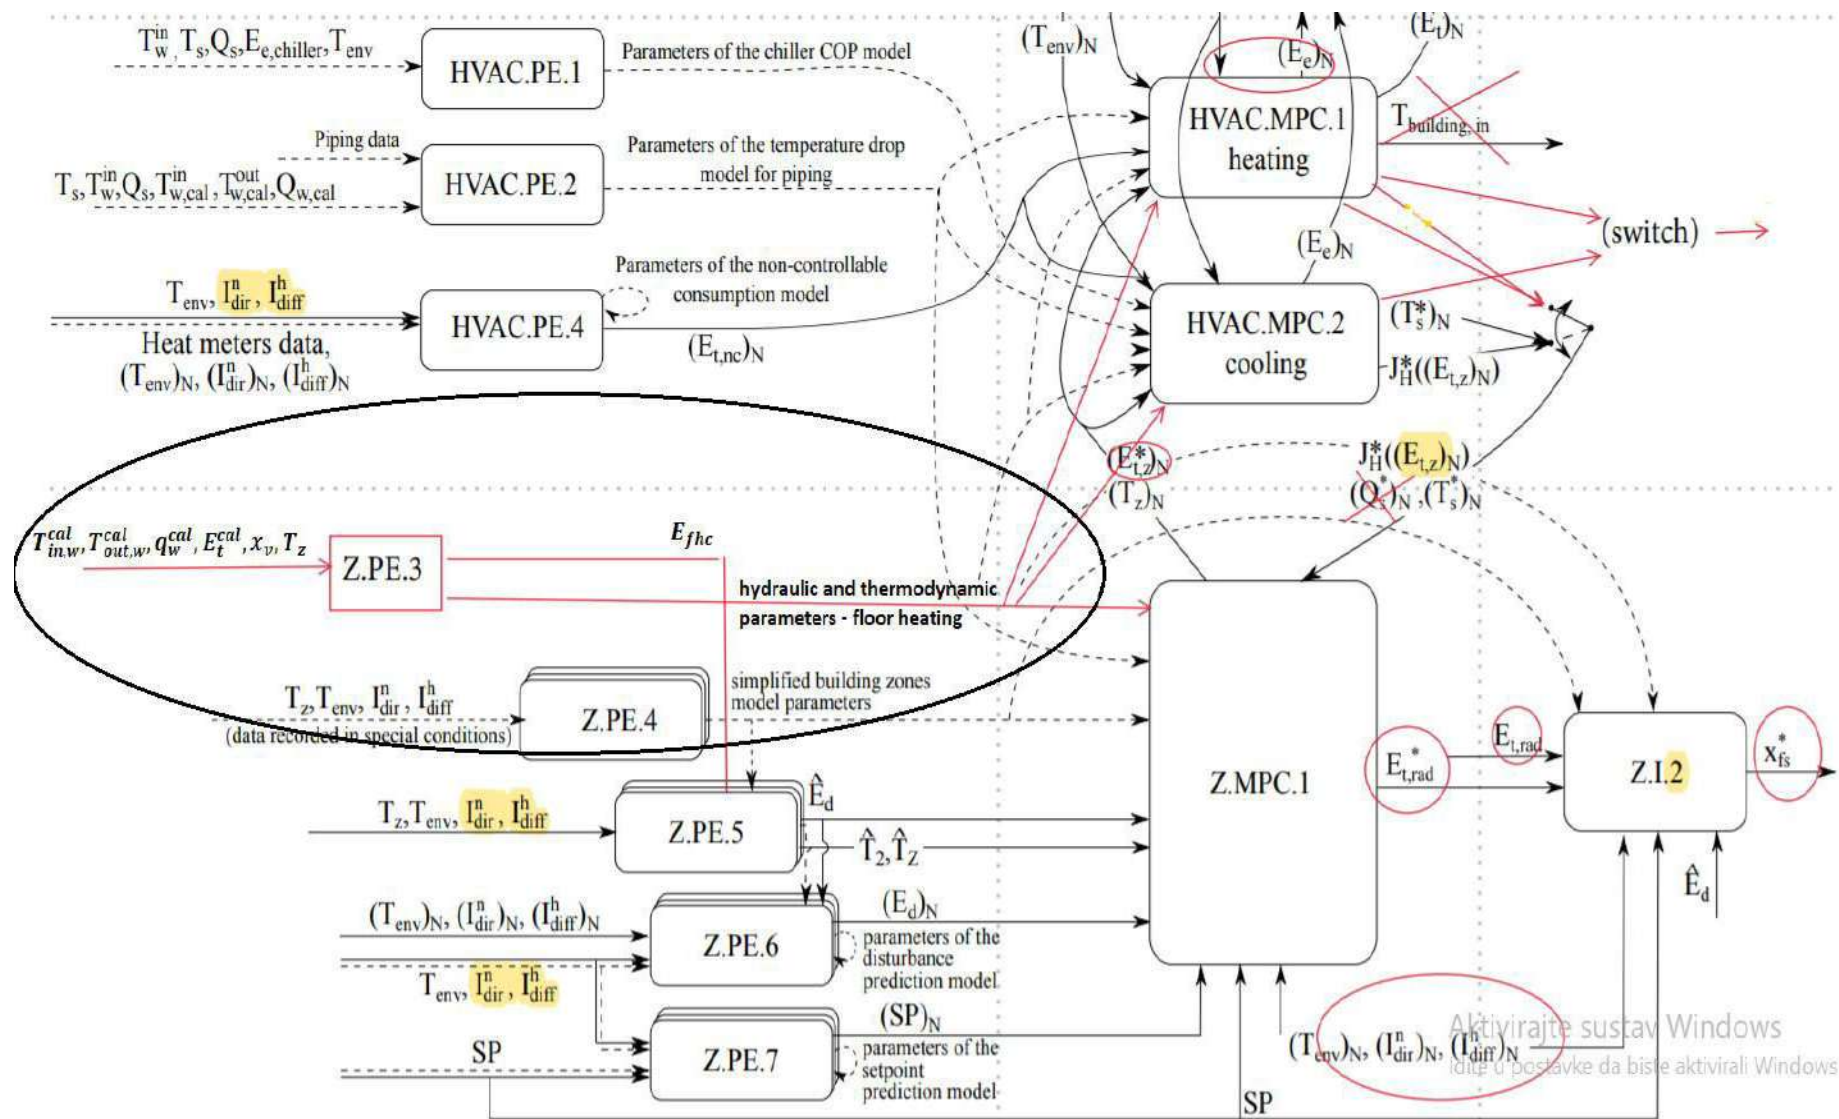 T_w^in, T_s, Q_s, E_e,chiller, T_env
HVAC.PE.1
Parameters of the chiller COP model
(T_env)_N
(E_e)_N
(E_t)_N
HVAC.MPC.1
heating
T_building, in
Piping data
T_s, T_w^in, Q_s, T_w,cal^in, T_w,cal^out, Q_w,cal
HVAC.PE.2
Parameters of the temperature drop
model for piping
(switch)
(E_e)_N
T_env, I_dir^n, I_diff^h
Heat meters data,
(T_env)_N, (I_dir^n)_N, (I_diff^h)_N
HVAC.PE.4
Parameters of the non-controllable
consumption model
(E_t,nc)_N
HVAC.MPC.2
cooling
(T_s^*)_N
J_H^*((E_t,z)_N)
(E_t,z^*)_N
(T_z)_N
J_H^*((E_t,z)_N)
(Q_s^*)_N ,(T_s^*)_N
T_in,w^cal, T_out,w^cal, q_w^cal, E_t^cal, x_v, T_z
Z.PE.3
E_fhc
hydraulic and thermodynamic
parameters - floor heating
T_z, T_env, I_dir^n, I_diff^h
(data recorded in special conditions)
Z.PE.4
simplified building zones
model parameters
Z.MPC.1
E_t,rad^*
E_t,rad
Z.I.2
x_fs^*
T_z, T_env, I_dir^n, I_diff^h
Z.PE.5
Ê_d
T̂_2, T̂_Z
Ê_d
(T_env)_N, (I_dir^n)_N, (I_diff^h)_N
T_env, I_dir^n, I_diff^h
Z.PE.6
(E_d)_N
parameters of the
disturbance
prediction model
SP
Z.PE.7
(SP)_N
parameters of the
setpoint
prediction model
(T_env)_N, (I_dir^n)_N, (I_diff^h)_N
SP
Aktivirajte sustav Windows
Idite u postavke da biste aktivirali Windows